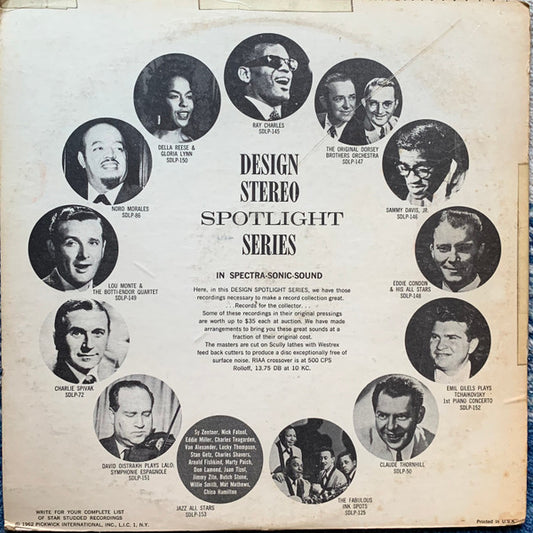 RAY CHARLES
SDLP-145
DELLA REESE &
GLORIA LYNN
SDLP-150
THE ORIGINAL DORSEY
BROTHERS ORCHESTRA
SDLP-147
NORO MORALES
SDLP-86
SAMMY DAVIS, JR.
SDLP-146
DESIGN
STEREO
SPOTLIGHT
SERIES
IN SPECTRA-SONIC-SOUND
Here, in this DESIGN SPOTLIGHT SERIES, we have those
recordings necessary to make a record collection great.
. . . Records for the collector . . .
Some of these recordings in their original pressings
are worth up to $35 each at auction. We have made
arrangements to bring you these great sounds at a
fraction of their original cost.
The masters are cut on Scully lathes with Westrex
feed back cutters to produce a disc exceptionally free of
surface noise. RIAA crossover is at 500 CPS
Rolloff, 13.75 DB at 10 KC.
LOU MONTE &
THE BOTTI-ENDOR QUARTET
SDLP-149
EDDIE CONDON
& HIS ALL STARS
SDLP-148
CHARLIE SPIVAK
SDLP-72
EMIL GILELS PLAYS
TCHAIKOVSKY
1st PIANO CONCERTO
SDLP-152
DAVID OISTRAKH PLAYS LALO:
SYMPHONIE ESPAGNOLE
SDLP-151
Sy Zentner, Nick Fatool,
Eddie Miller, Charles Teagarden,
Van Alexander, Lucky Thompson,
Stan Getz, Charles Shavers,
Arnold Fishkind, Marty Paich,
Don Lamond, Juan Tizol,
Jimmy Zito, Butch Stone,
Willie Smith, Mat Mathews,
Chico Hamilton
JAZZ ALL STARS
SDLP-153
THE FABULOUS
INK SPOTS
SDLP-125
CLAUDE THORNHILL
SDLP-50
WRITE FOR YOUR COMPLETE LIST
OF STAR STUDDED RECORDINGS
© 1962 PICKWICK INTERNATIONAL, INC., L.I.C. 1, N.Y.
Printed in U.S.A.